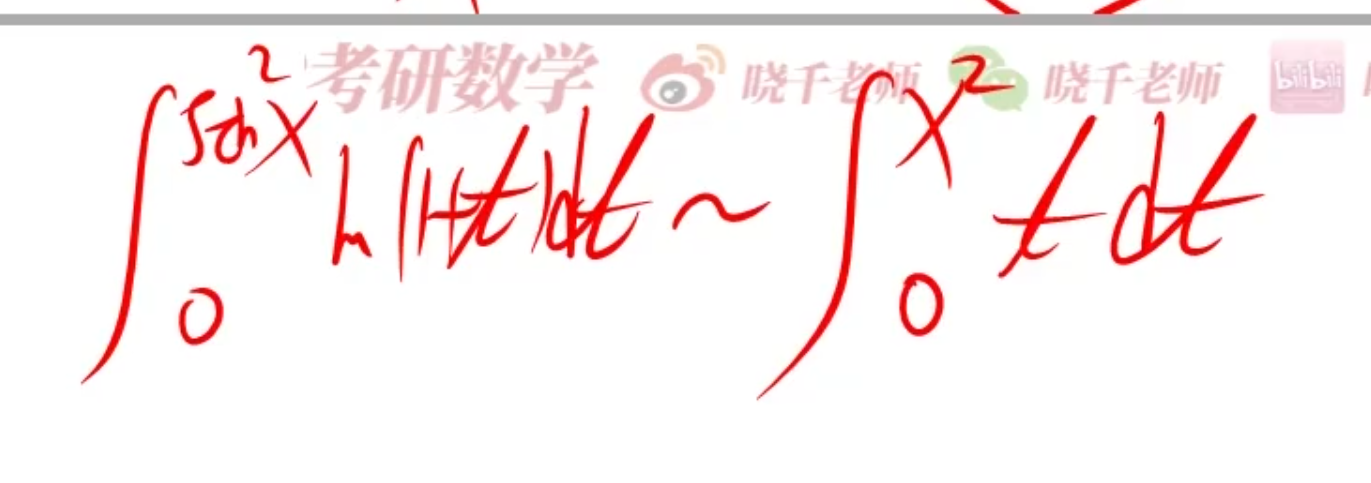 考研数学 晓千老师 晓千老师 bilibili
∫₀^{sin²x} ln(1+t)dt ~ ∫₀^{x²} t dt